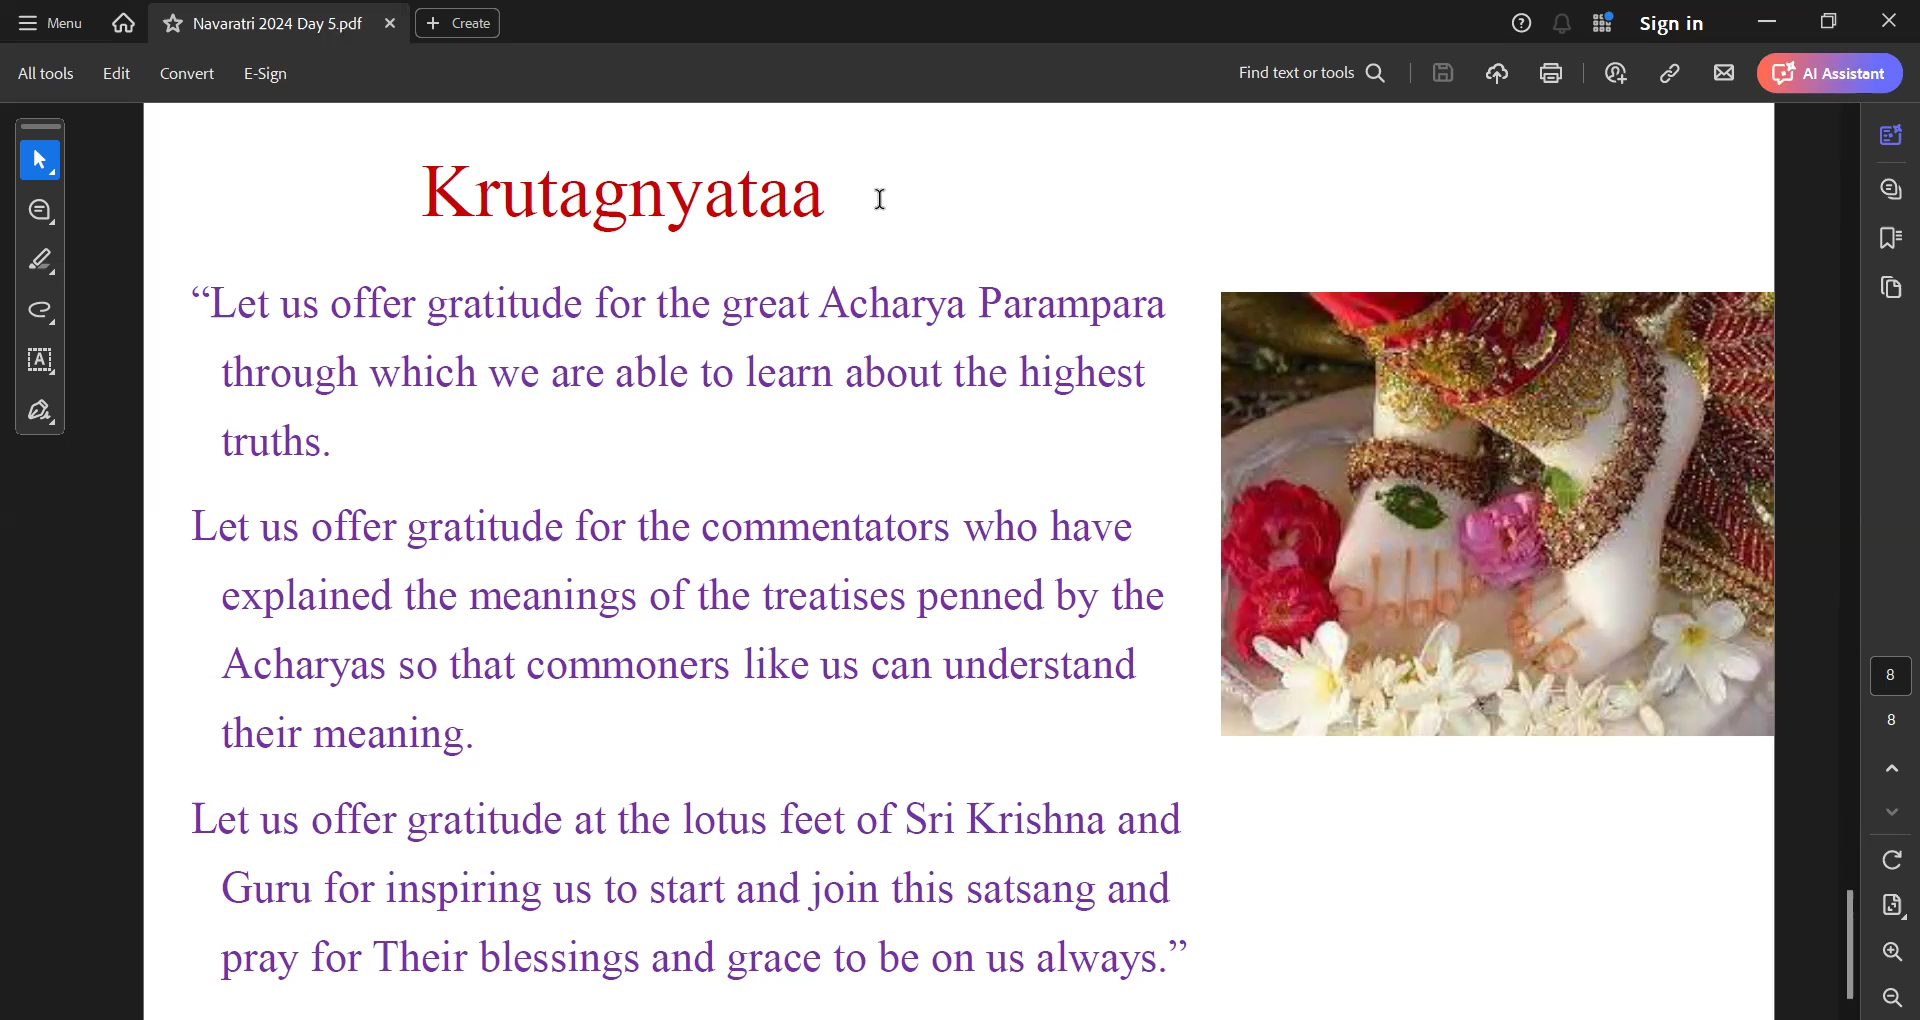 Menu
Navaratri 2024 Day 5.pdf
Create
Sign in
All tools
Edit
Convert
E-Sign
Find text or tools
AI Assistant
Krutagnyataa
“Let us offer gratitude for the great Acharya Parampara
through which we are able to learn about the highest
truths.
Let us offer gratitude for the commentators who have
explained the meanings of the treatises penned by the
Acharyas so that commoners like us can understand
their meaning.
Let us offer gratitude at the lotus feet of Sri Krishna and
Guru for inspiring us to start and join this satsang and
pray for Their blessings and grace to be on us always.”
8
8